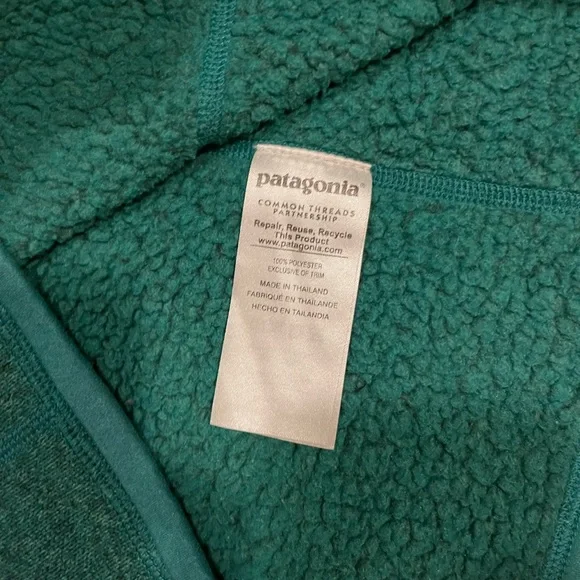 patagonia®
COMMON THREADS
PARTNERSHIP
Repair, Reuse, Recycle
This Product
www.patagonia.com
100% POLYESTER
EXCLUSIVE OF TRIM
MADE IN THAILAND
FABRIQUÉ EN THAILANDE
HECHO EN TAILANDIA